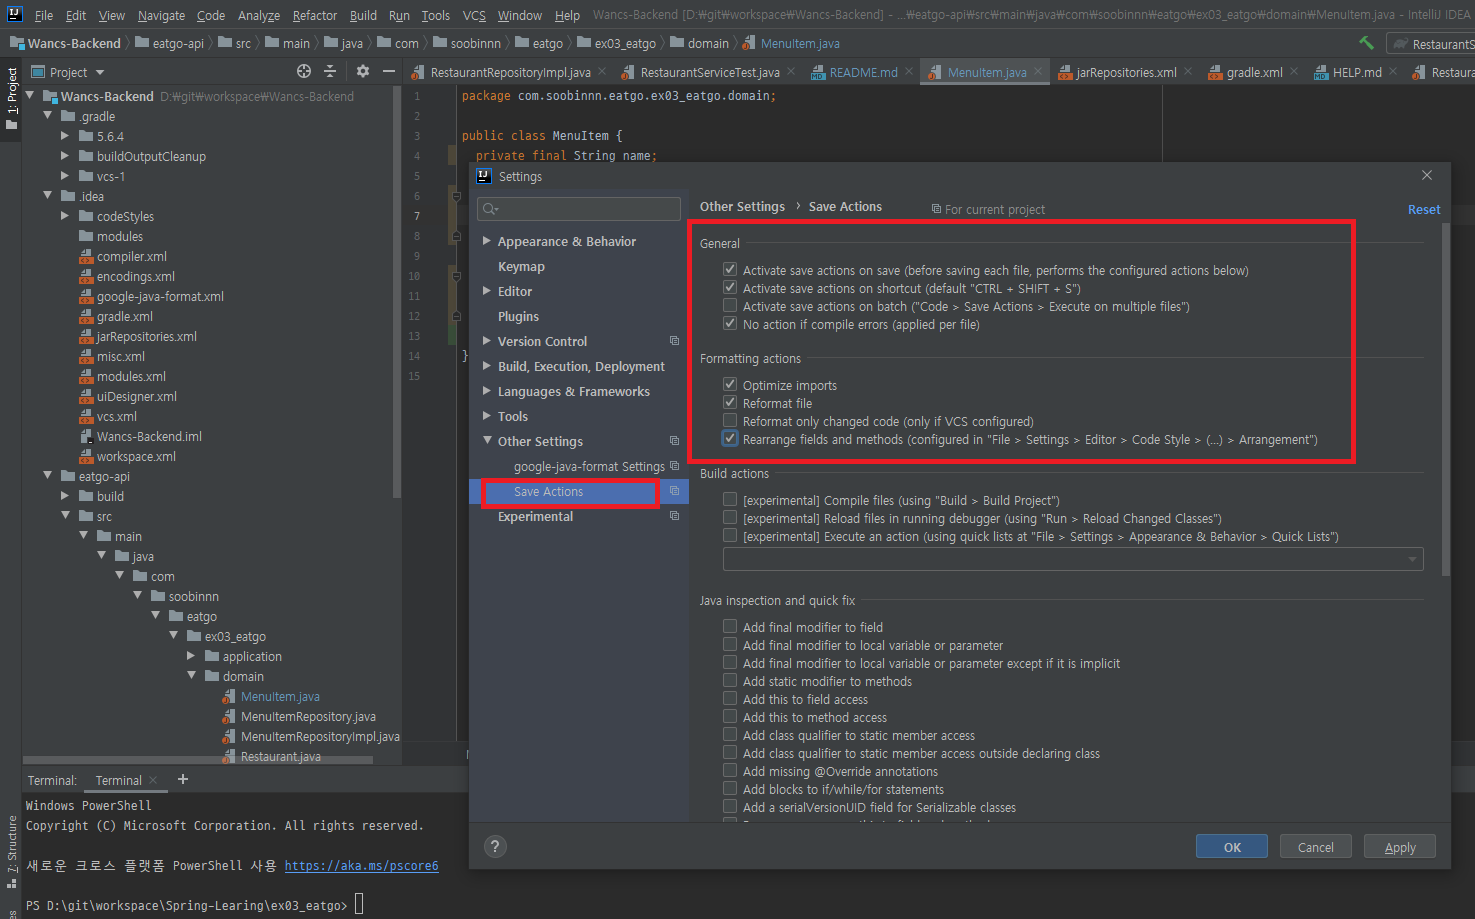 File Edit View Navigate Code Analyze Refactor Build Run Tools VCS Window Help Wancs-Backend [D:₩git₩workspace₩Wancs-Backend] - ...₩eatgo-api₩src₩main₩java₩com₩soobinnn₩eatgo₩ex03_eatgo₩domain₩MenuItem.java - IntelliJ IDEA
Wancs-Backend eatgo-api src main java com soobinnn eatgo ex03_eatgo domain MenuItem.java RestaurantS
1: Project
Project
RestaurantRepositoryImpl.java RestaurantServiceTest.java README.md MenuItem.java jarRepositories.xml gradle.xml HELP.md Restaura
Wancs-Backend D:₩git₩workspace₩Wancs-Backend
.gradle
5.6.4
buildOutputCleanup
vcs-1
.idea
codeStyles
modules
compiler.xml
encodings.xml
google-java-format.xml
gradle.xml
jarRepositories.xml
misc.xml
modules.xml
uiDesigner.xml
vcs.xml
Wancs-Backend.iml
workspace.xml
eatgo-api
build
src
main
java
com
soobinnn
eatgo
ex03_eatgo
application
domain
MenuItem.java
MenuItemRepository.java
MenuItemRepositoryImpl.java
Restaurant.java
1 package com.soobinnn.eatgo.ex03_eatgo.domain;
2
3 public class MenuItem {
4 private final String name;
5
6
7
8
9
10
11
12
13
14 }
15
Settings
Appearance & Behavior
Keymap
Editor
Plugins
Version Control
Build, Execution, Deployment
Languages & Frameworks
Tools
Other Settings
google-java-format Settings
Save Actions
Experimental
Other Settings › Save Actions For current project Reset
General
Activate save actions on save (before saving each file, performs the configured actions below)
Activate save actions on shortcut (default "CTRL + SHIFT + S")
Activate save actions on batch ("Code > Save Actions > Execute on multiple files")
No action if compile errors (applied per file)
Formatting actions
Optimize imports
Reformat file
Reformat only changed code (only if VCS configured)
Rearrange fields and methods (configured in "File > Settings > Editor > Code Style > (...) > Arrangement")
Build actions
[experimental] Compile files (using "Build > Build Project")
[experimental] Reload files in running debugger (using "Run > Reload Changed Classes")
[experimental] Execute an action (using quick lists at "File > Settings > Appearance & Behavior > Quick Lists")
Java inspection and quick fix
Add final modifier to field
Add final modifier to local variable or parameter
Add final modifier to local variable or parameter except if it is implicit
Add static modifier to methods
Add this to field access
Add this to method access
Add class qualifier to static member access
Add class qualifier to static member access outside declaring class
Add missing @Override annotations
Add blocks to if/while/for statements
Add a serialVersionUID field for Serializable classes
? OK Cancel Apply
Terminal: Terminal +
Windows PowerShell
Copyright (C) Microsoft Corporation. All rights reserved.
새로운 크로스 플랫폼 PowerShell 사용 https://aka.ms/pscore6
PS D:\git\workspace\Spring-Learing\ex03_eatgo>
7: Structure